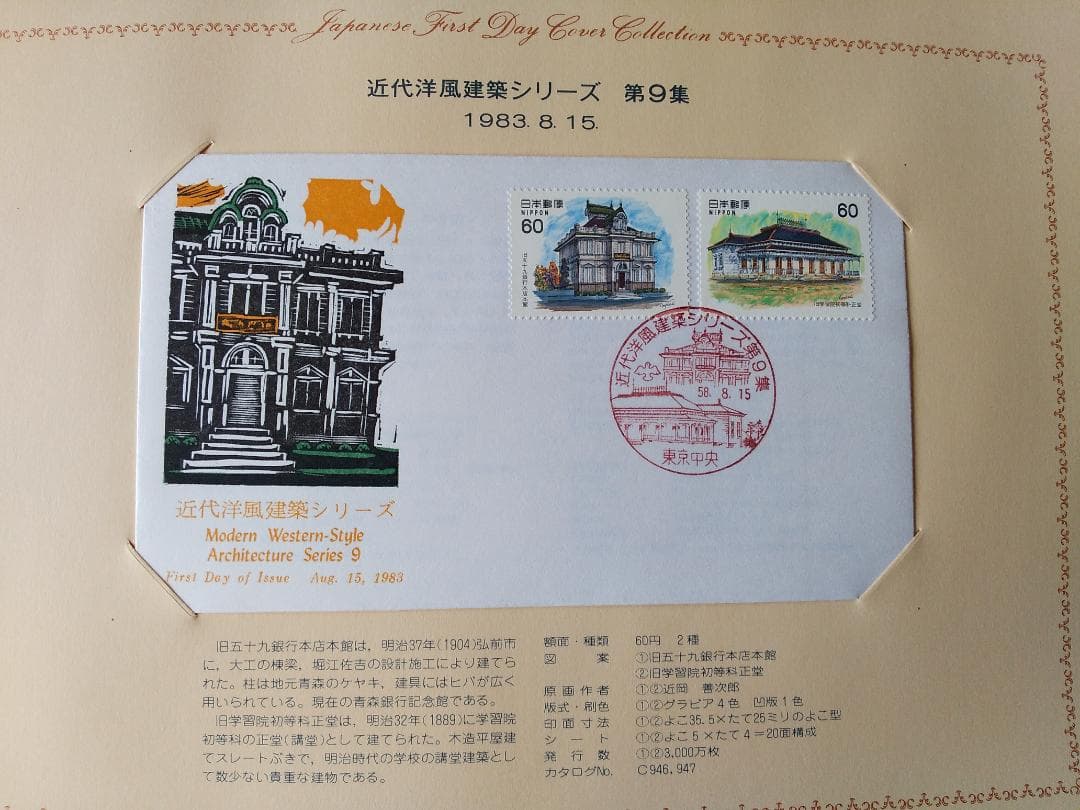 Japanese First Day Cover Collection
近代洋風建築シリーズ 第9集
1983. 8. 15.
日本郵便
NIPPON
60
旧五十九銀行本店本館
日本郵便
NIPPON
60
近代洋風建築シリーズ第9集
58. 8. 15
東京中央
近代洋風建築シリーズ
Modern Western-Style
Architecture Series 9
First Day of Issue Aug. 15, 1983
旧五十九銀行本店本館は，明治37年(1904)弘前市
に，大工の棟梁，堀江佐吉の設計施工により建てら
れた。柱は地元青森のケヤキ，建具にはヒバが広く
用いられている。現在の青森銀行記念館である。
旧学習院初等科正堂は，明治32年(1889)に学習院
初等科の正堂(講堂)として建てられた。木造平屋建
てスレートぶきで，明治時代の学校の講堂建築とし
て数少ない貴重な建物である。
額面・種類 60円 2種
図案 ①旧五十九銀行本店本館
②旧学習院初等科正堂
原画作者 ①②近岡 善次郎
版式・刷色 ①②グラビア4色 凹版1色
印面寸法 ①②よこ35.5×たて25ミリのよこ型
シート ①②よこ5×たて4＝20面構成
発行数 ①②3,000万枚
カタログNo. C946,947